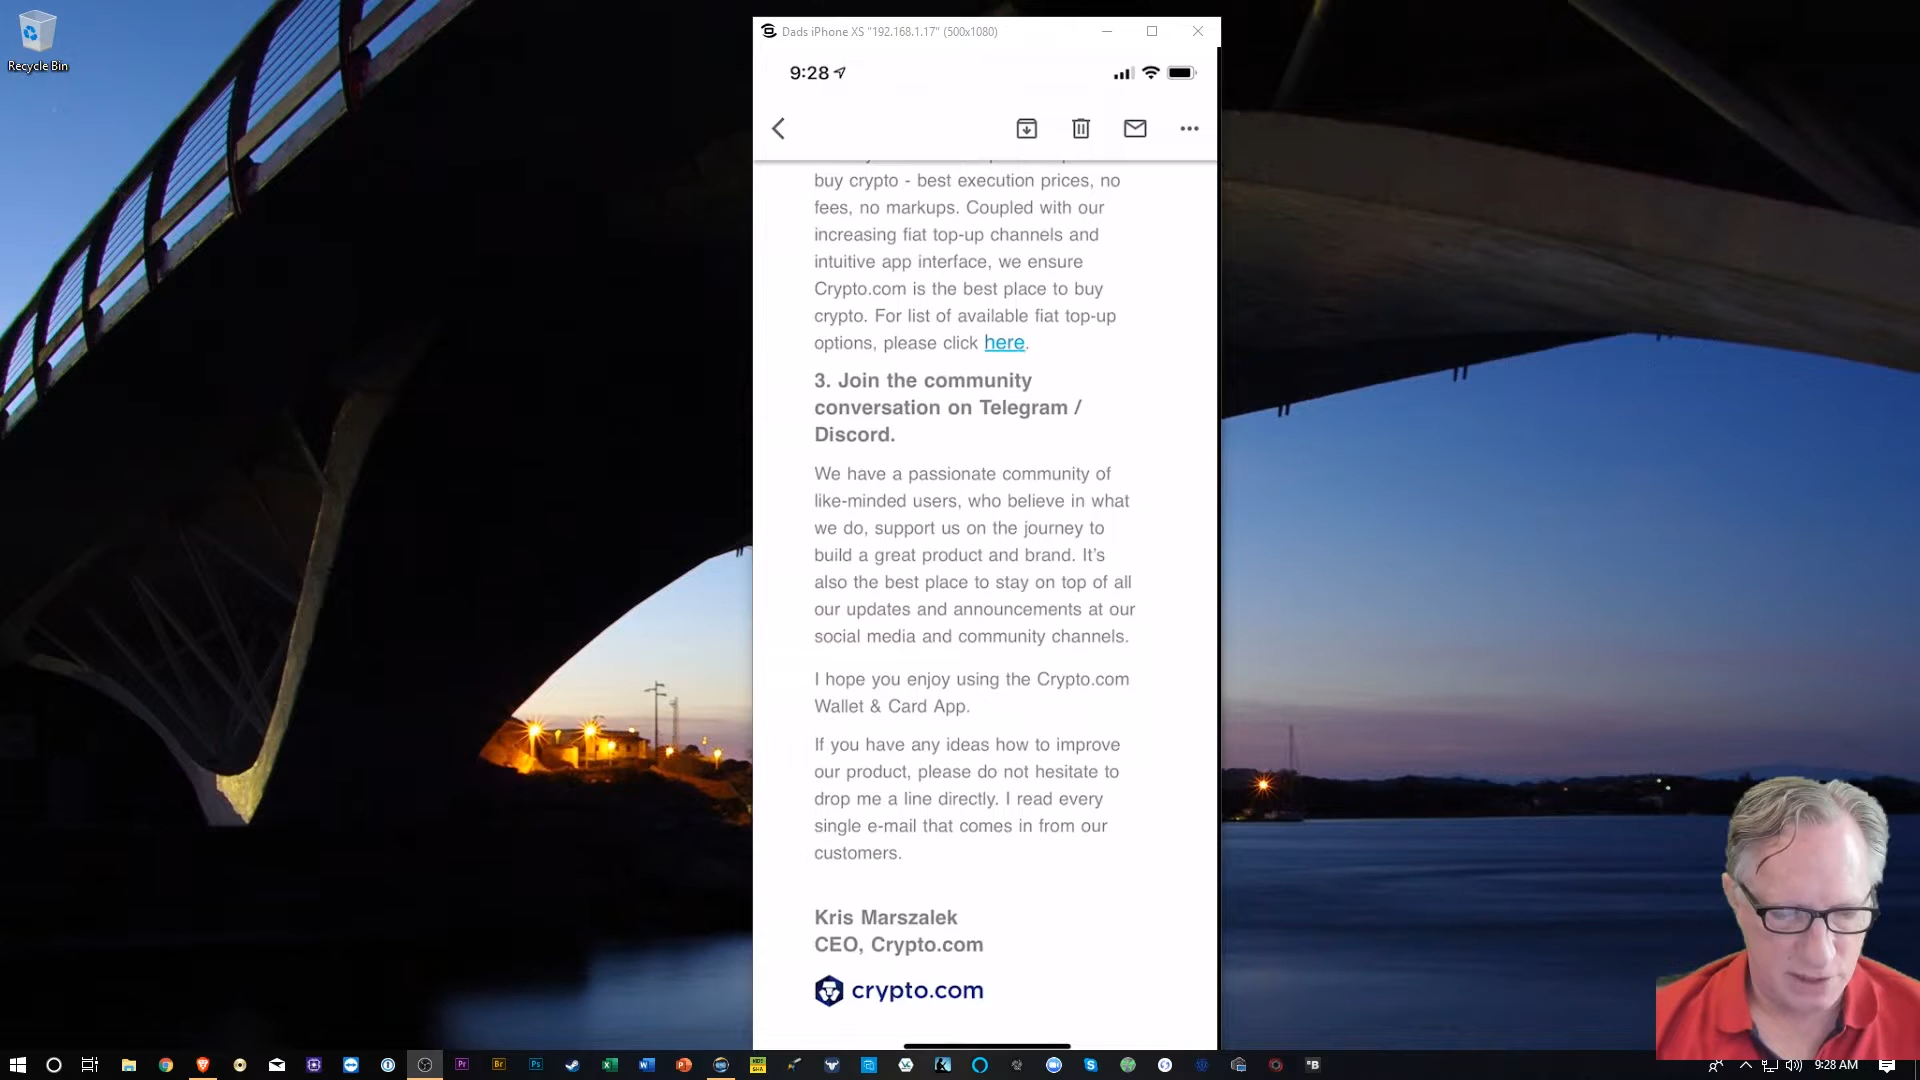 Recycle Bin
Dads iPhone XS "192.168.1.17" (500x1080)
9:28
buy crypto - best execution prices, no
fees, no markups. Coupled with our
increasing fiat top-up channels and
intuitive app interface, we ensure
Crypto.com is the best place to buy
crypto. For list of available fiat top-up
options, please click here.
3. Join the community
conversation on Telegram /
Discord.
We have a passionate community of
like-minded users, who believe in what
we do, support us on the journey to
build a great product and brand. It's
also the best place to stay on top of all
our updates and announcements at our
social media and community channels.
I hope you enjoy using the Crypto.com
Wallet & Card App.
If you have any ideas how to improve
our product, please do not hesitate to
drop me a line directly. I read every
single e-mail that comes in from our
customers.
Kris Marszalek
CEO, Crypto.com
crypto.com
Pr
Br
Ps
9:28 AM